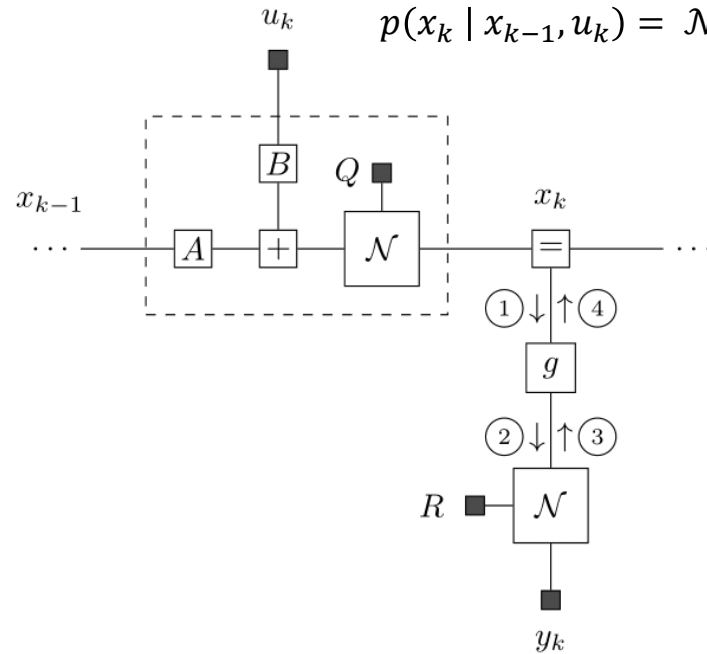 u_k
p(x_k | x_{k-1}, u_k) = 𝒩
B
Q
x_{k-1}
x_k
⋯ A + 𝒩 = ⋯
① ↓ ↑ ④
g
② ↓ ↑ ③
R 𝒩
y_k